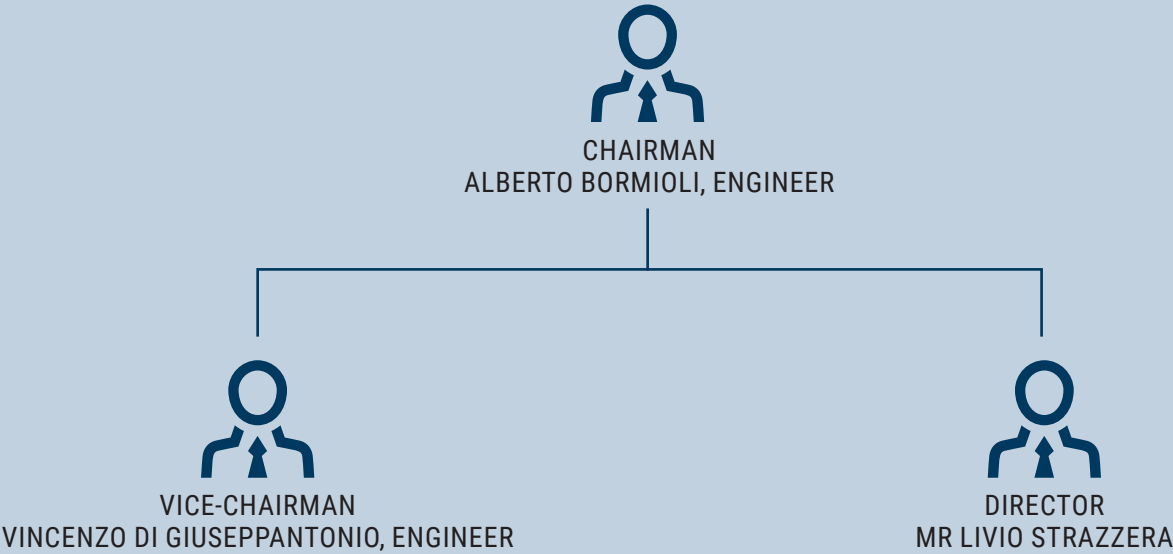 CHAIRMAN
ALBERTO BORMIOLI, ENGINEER
VICE-CHAIRMAN
VINCENZO DI GIUSEPPANTONIO, ENGINEER
DIRECTOR
MR LIVIO STRAZZERA